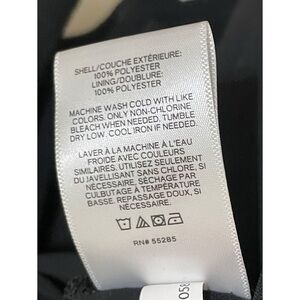 SHELL/COUCHE EXTÉRIEURE:
100% POLYESTER
LINING/DOUBLURE:
100% POLYESTER
MACHINE WASH COLD WITH LIKE
COLORS. ONLY NON-CHLORINE
BLEACH WHEN NEEDED. TUMBLE
DRY LOW. COOL IRON IF NEEDED.
LAVER À LA MACHINE À L'EAU
FROIDE AVEC COULEURS
SIMILAIRES. UTILISEZ SEULEMENT
DU JAVELLISANT SANS CHLORE, SI
NÉCESSAIRE, SÉCHAGE PAR
CULBUTAGE À TEMPÉRATURE
BASSE. REPASSAGE DOUX, SI
NÉCESSAIRE.
RN# 55285